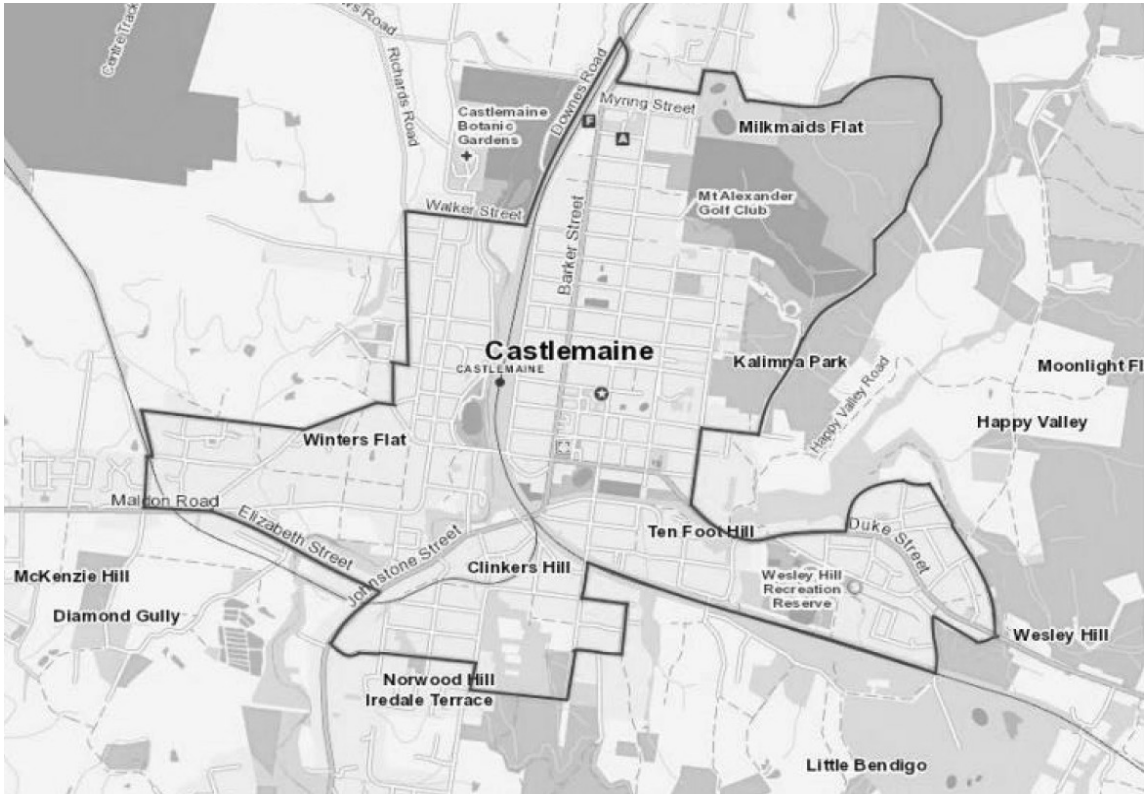 Centre Track
ws Road
Richards Road
Downes Road
Castlemaine
Botanic
Gardens
Myring Street
F
A
Milkmaids Flat
Mt Alexander
Golf Club
Walker Street
Barker Street
Castlemaine
CASTLEMAINE
Kalimna Park
Happy Valley Road
Moonlight Fl
Happy Valley
Winters Flat
Maldon Road
Elizabeth Street
Johnstone Street
Ten Foot Hill
Duke Street
Clinkers Hill
McKenzie Hill
Wesley Hill
Recreation
Reserve
Diamond Gully
Wesley Hill
Norwood Hill
Iredale Terrace
Little Bendigo